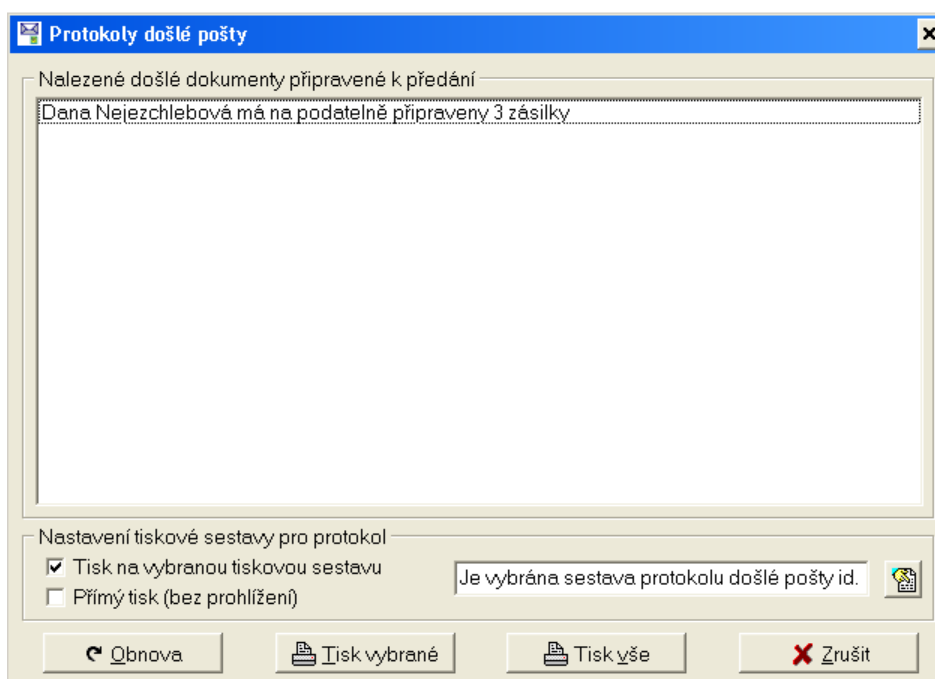 Protokoly došlé pošty
Nalezené došlé dokumenty připravené k předání
Dana Nejezchlebová má na podatelně připraveny 3 zásilky
Nastavení tiskové sestavy pro protokol
Tisk na vybranou tiskovou sestavu
Je vybrána sestava protokolu došlé pošty id.
Přímý tisk (bez prohlížení)
Obnova
Tisk vybrané
Tisk vše
Zrušit